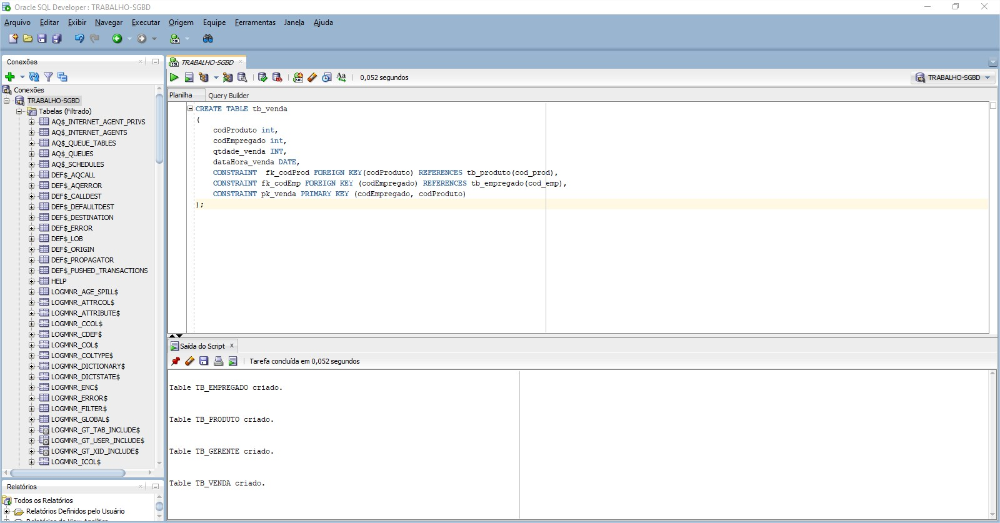 Oracle SQL Developer : TRABALHO-SGBD
Arquivo Editar Exibir Navegar Executar Origem Equipe Ferramentas Janela Ajuda
Conexões
Conexões
TRABALHO-SGBD
Tabelas (Filtrado)
AQ$_INTERNET_AGENT_PRIVS
AQ$_INTERNET_AGENTS
AQ$_QUEUE_TABLES
AQ$_QUEUES
AQ$_SCHEDULES
DEF$_AQCALL
DEF$_AQERROR
DEF$_CALLDEST
DEF$_DEFAULTDEST
DEF$_DESTINATION
DEF$_ERROR
DEF$_LOB
DEF$_ORIGIN
DEF$_PROPAGATOR
DEF$_PUSHED_TRANSACTIONS
HELP
LOGMNR_AGE_SPILL$
LOGMNR_ATTRCOL$
LOGMNR_ATTRIBUTE$
LOGMNR_CCOL$
LOGMNR_CDEF$
LOGMNR_COL$
LOGMNR_COLTYPE$
LOGMNR_DICTIONARY$
LOGMNR_DICTSTATE$
LOGMNR_ENC$
LOGMNR_ERROR$
LOGMNR_FILTER$
LOGMNR_GLOBAL$
LOGMNR_GT_TAB_INCLUDE$
LOGMNR_GT_USER_INCLUDE$
LOGMNR_GT_XID_INCLUDE$
LOGMNR_ICOL$
Relatórios
Todos os Relatórios
Relatórios Definidos pelo Usuário
TRABALHO-SGBD
0,052 segundos
TRABALHO-SGBD
Planilha Query Builder
CREATE TABLE tb_venda
(
codProduto int,
codEmpregado int,
qtdade_venda INT,
dataHora_venda DATE,
CONSTRAINT  fk_codProd FOREIGN KEY(codProduto) REFERENCES tb_produto(cod_prod),
CONSTRAINT fk_codEmp FOREIGN KEY (codEmpregado) REFERENCES tb_empregado(cod_emp),
CONSTRAINT pk_venda PRIMARY KEY (codEmpregado, codProduto)
);
Saída do Script
Tarefa concluída em 0,052 segundos
Table TB_EMPREGADO criado.
Table TB_PRODUTO criado.
Table TB_GERENTE criado.
Table TB_VENDA criado.